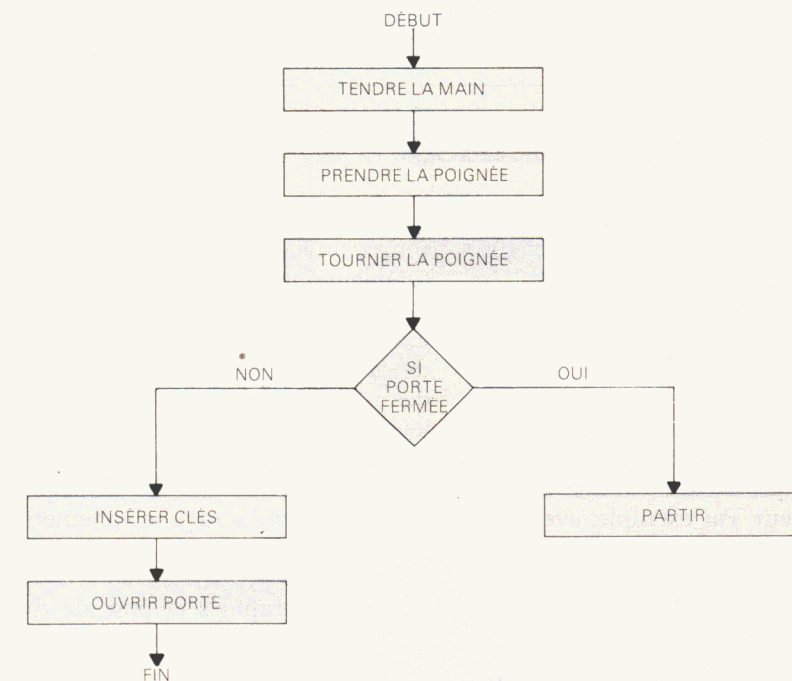 DÉBUT
TENDRE LA MAIN
PRENDRE LA POIGNÉE
TOURNER LA POIGNÉE
SI
PORTE
FERMÉE
NON
OUI
INSÉRER CLÈS
PARTIR
OUVRIR PORTE
FIN